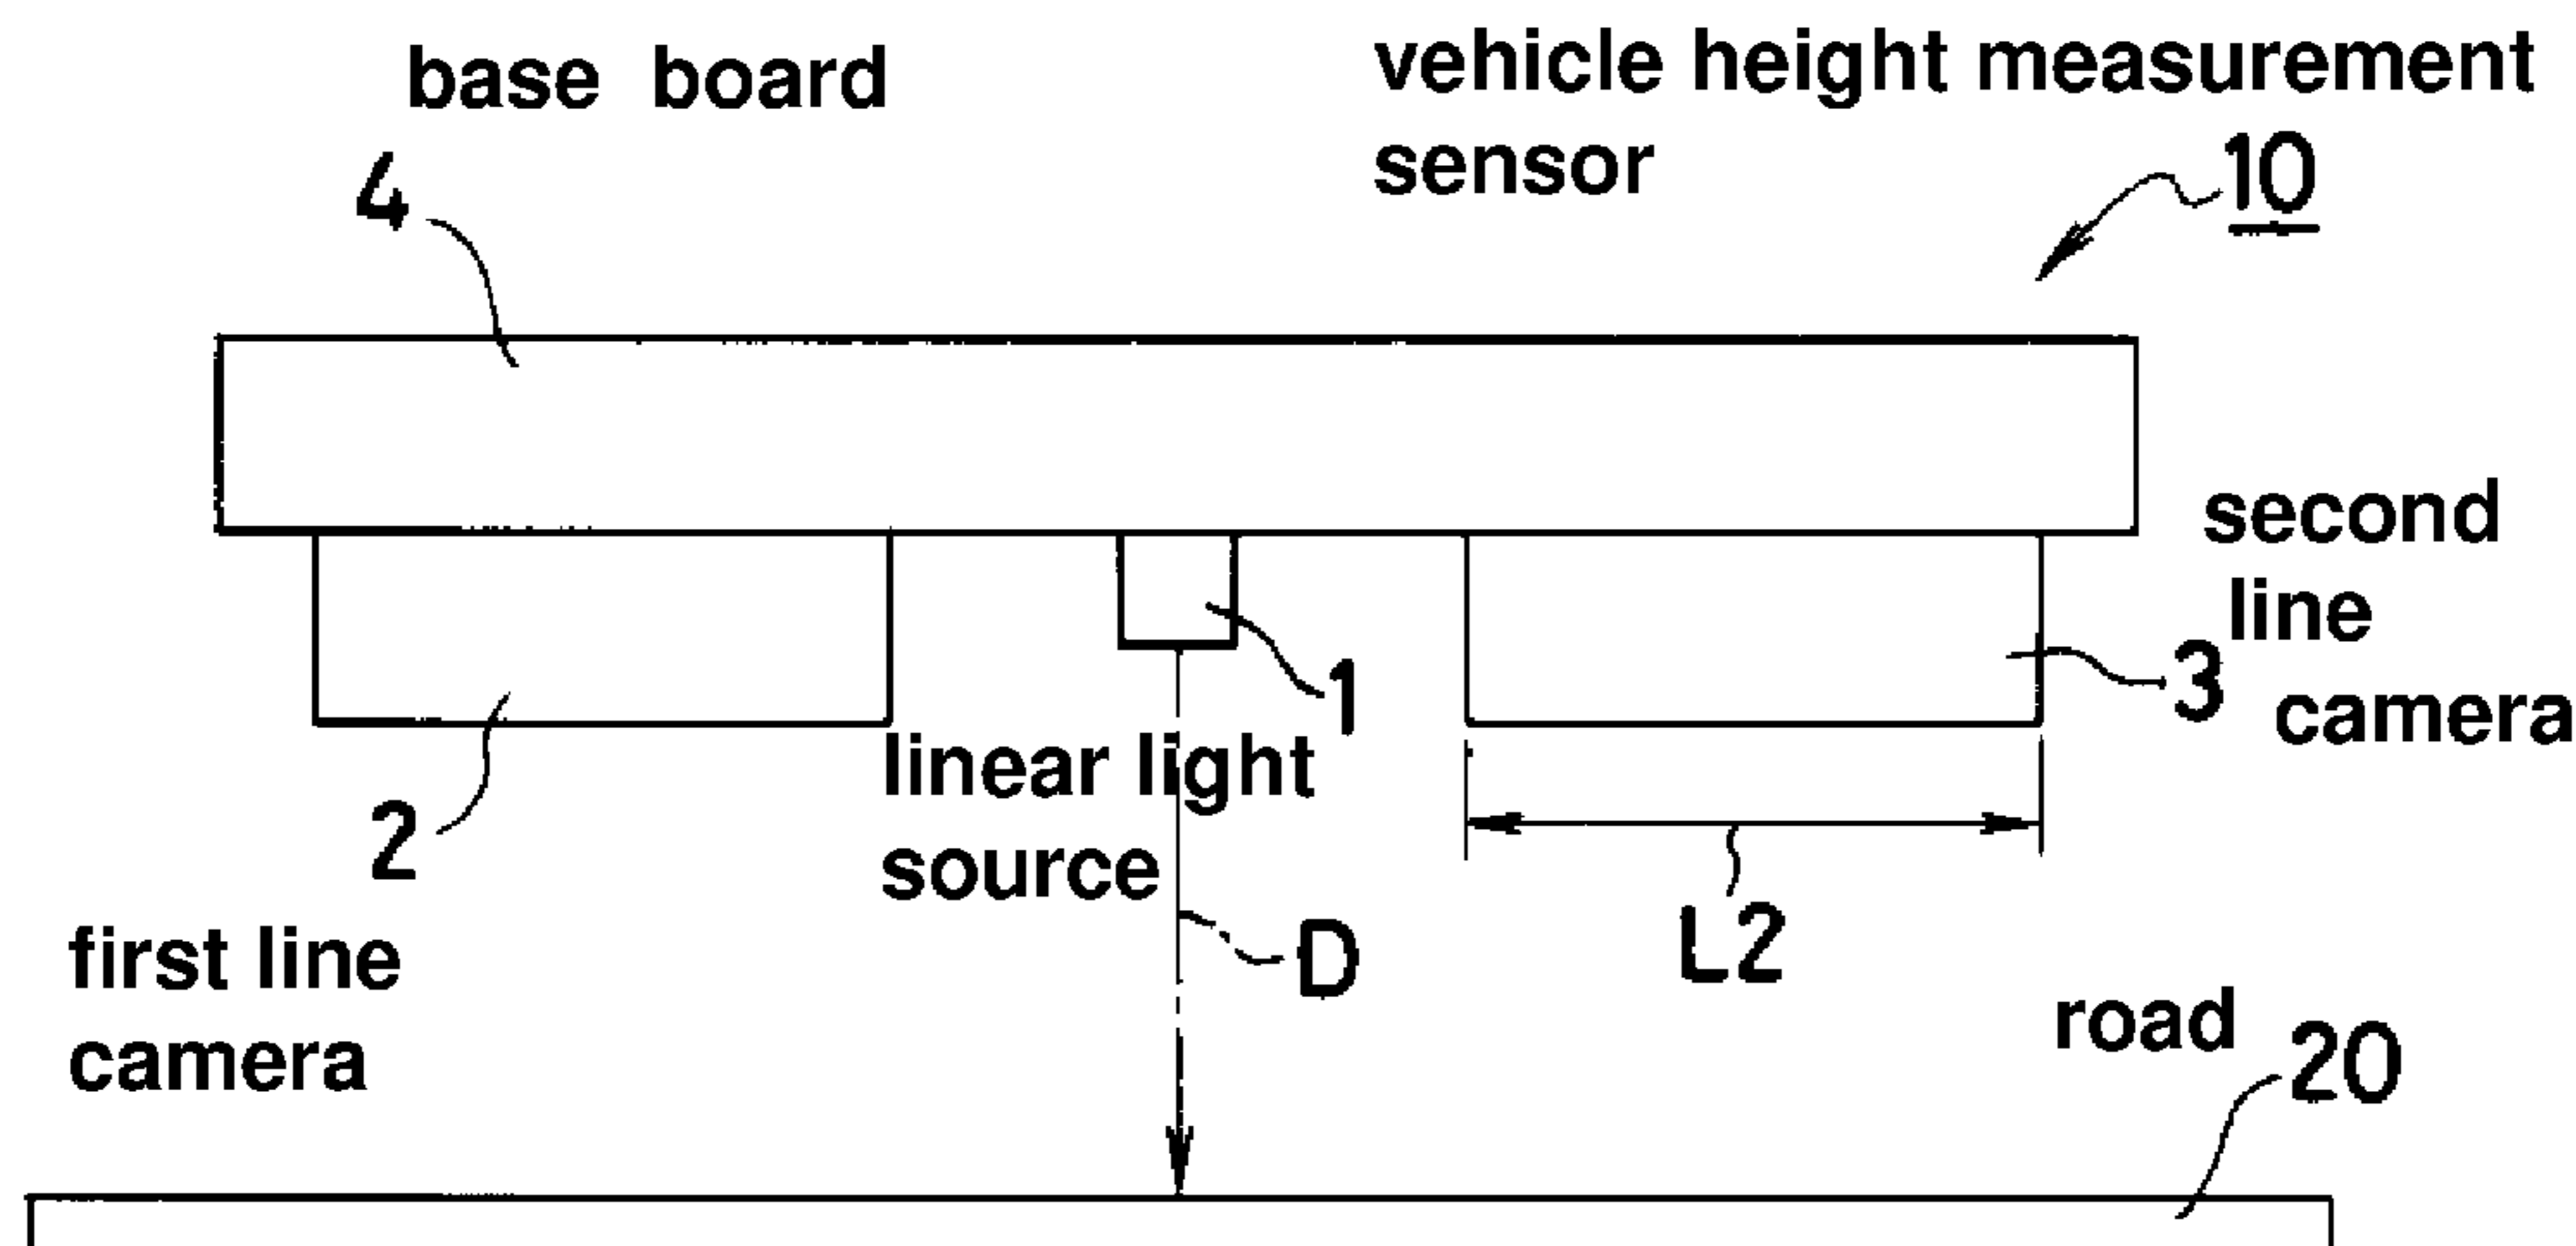 base board
4
vehicle height measurement
sensor
10
second
line
camera
3
1
linear light
source
2
first line
camera
D
L2
road
20